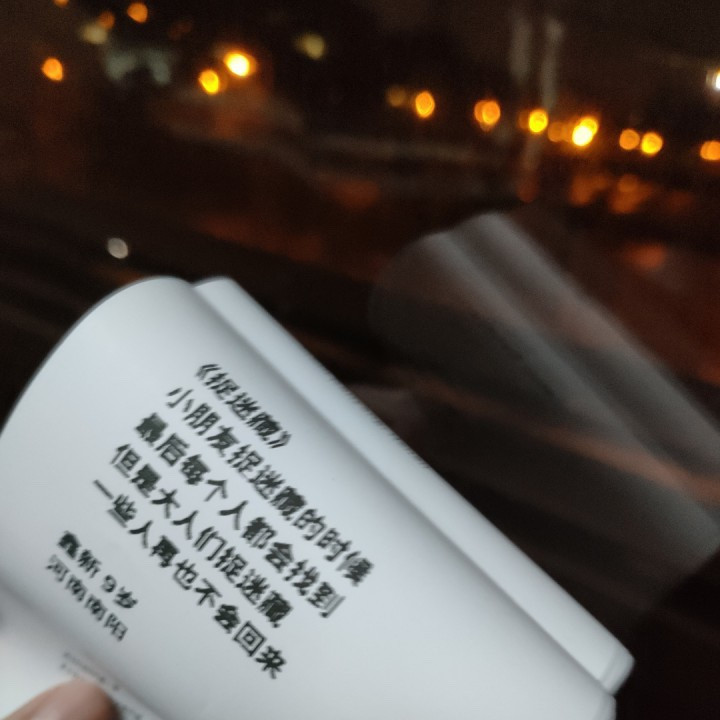 《捉迷藏》
小朋友捉迷藏的时候
最后每个人都会找到
但是大人们捉迷藏
一些人再也不会回来
鑫新 9岁
河南南阳